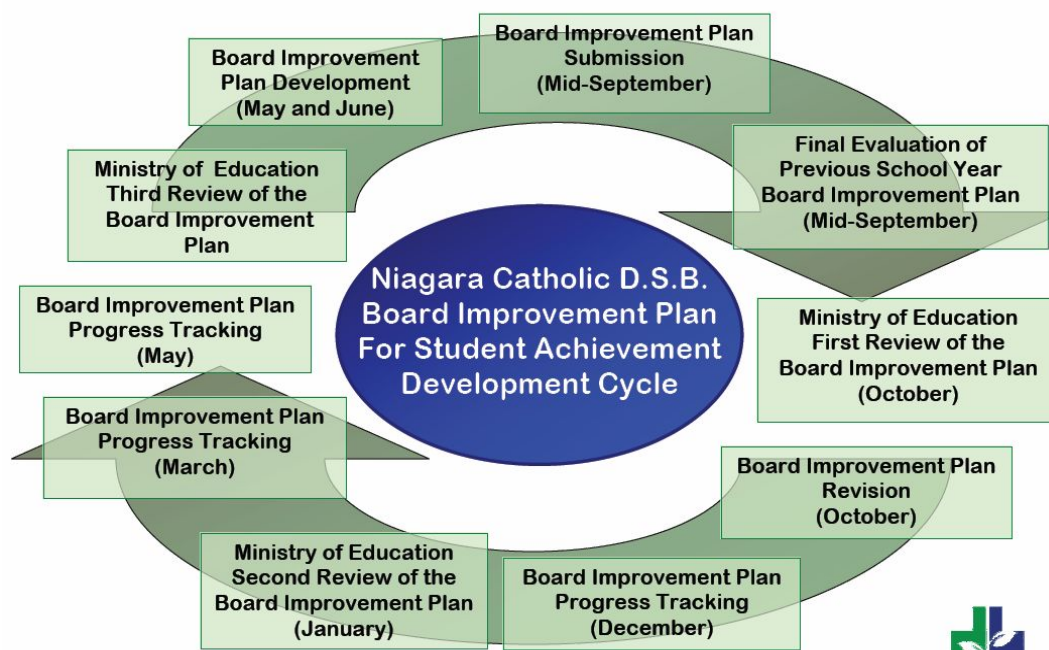 Board Improvement Plan
Submission
(Mid-September)
Board Improvement
Plan Development
(May and June)
Final Evaluation of
Previous School Year
Board Improvement Plan
(Mid-September)
Ministry of  Education
Third Review of the
Board Improvement
Plan
Niagara Catholic D.S.B.
Board Improvement Plan
For Student Achievement
Development Cycle
Board Improvement Plan
Progress Tracking
(May)
Ministry of Education
First Review of the
Board Improvement Plan
(October)
Board Improvement Plan
Progress Tracking
(March)
Board Improvement Plan
Revision
(October)
Ministry of Education
Second Review of the
Board Improvement Plan
(January)
Board Improvement Plan
Progress Tracking
(December)